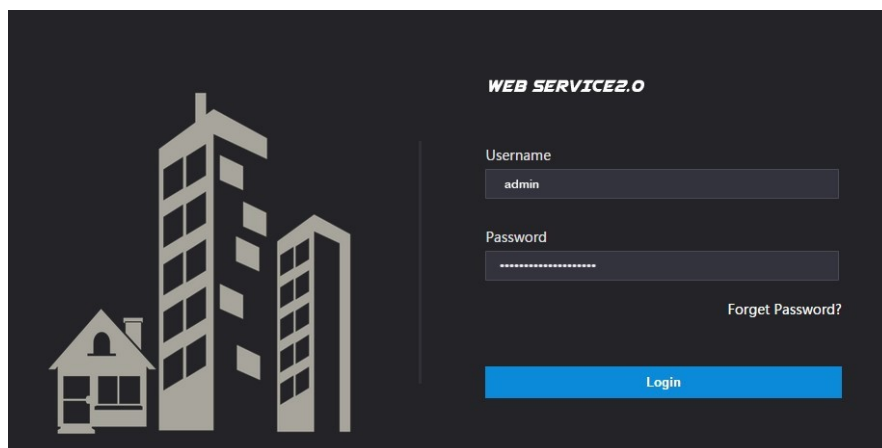 WEB SERVICE2.0
Username
admin
Password
••••••••••••••••••••
Forget Password?
Login